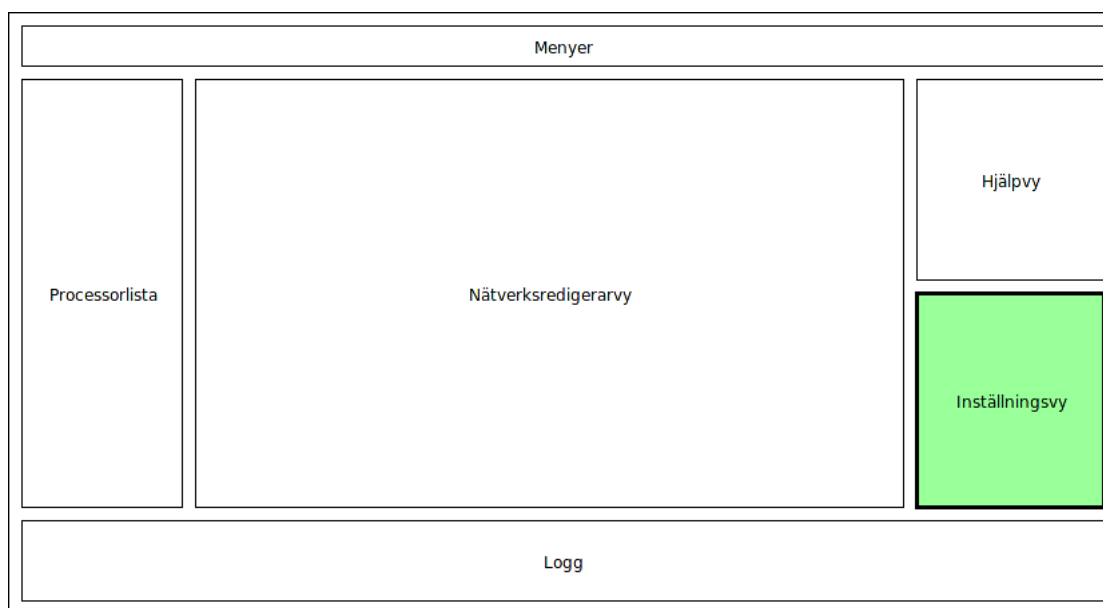 Menyer
Processorlista
Nätverksredigerarvy
Hjälpvy
Inställningsvy
Logg